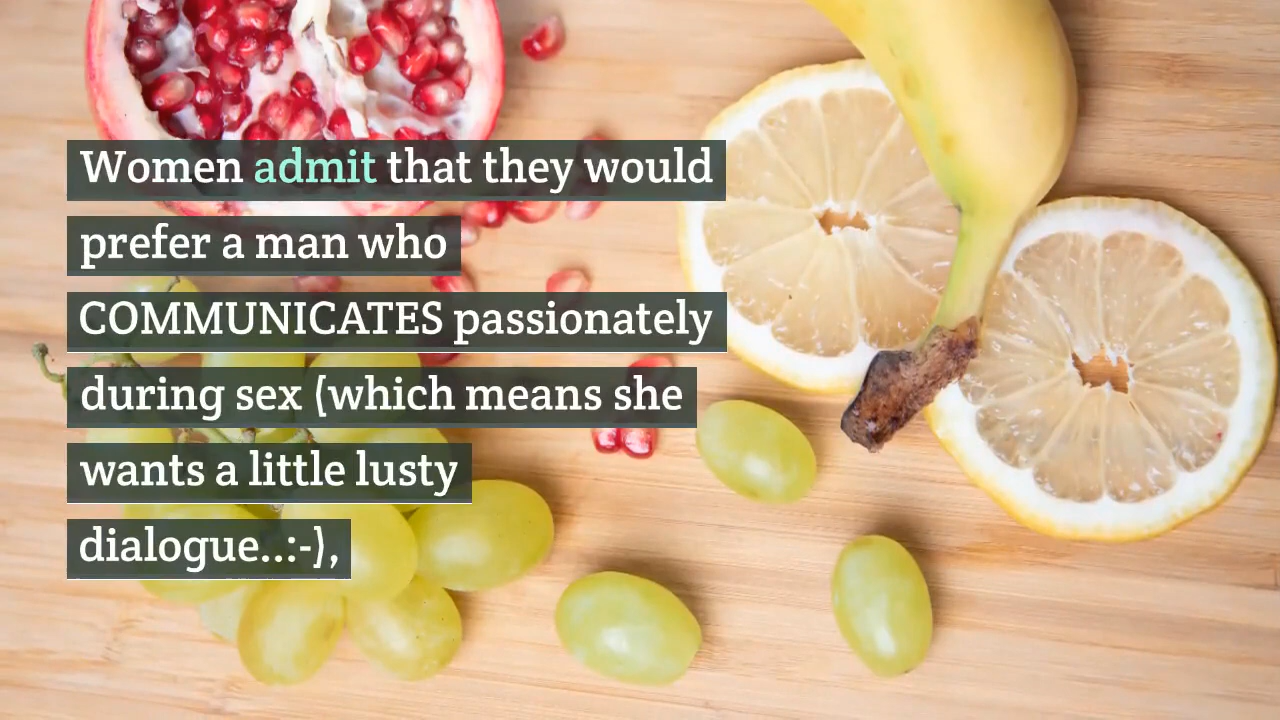 Women admit that they would
prefer a man who
COMMUNICATES passionately
during sex (which means she
wants a little lusty
dialogue..:-),